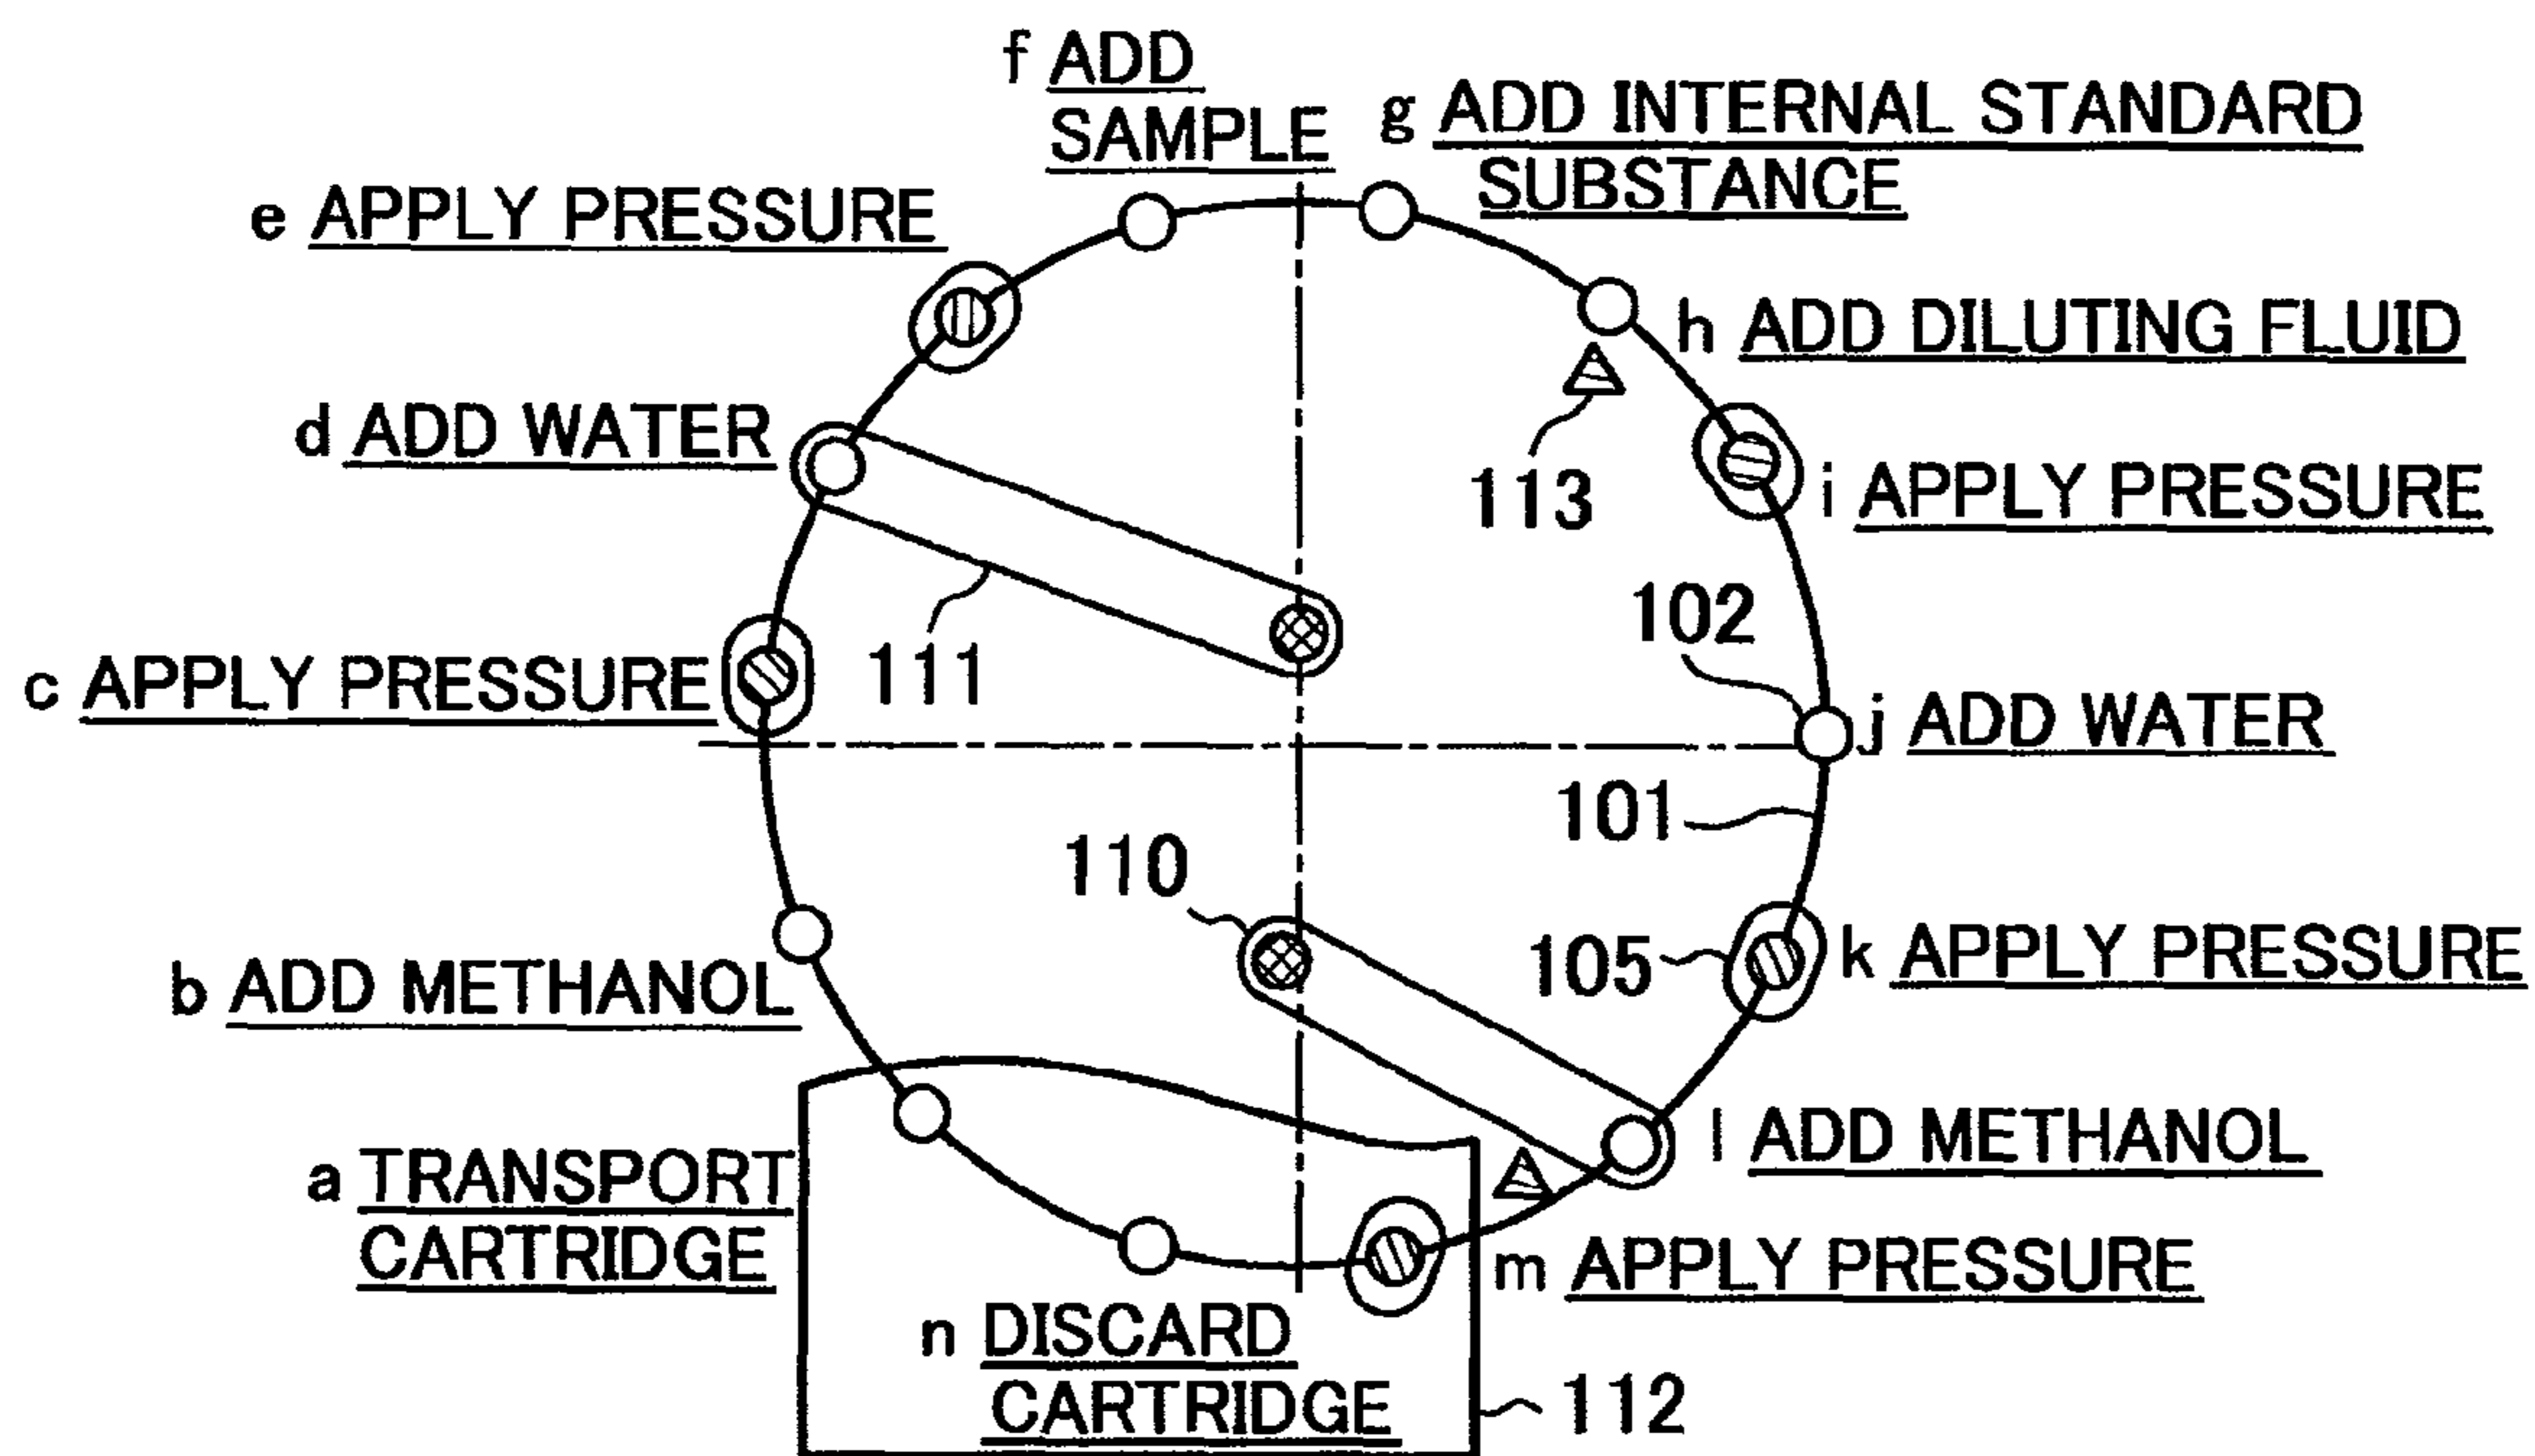 f ADD
SAMPLE
g ADD INTERNAL STANDARD
SUBSTANCE
e APPLY PRESSURE
h ADD DILUTING FLUID
d ADD WATER
113
i APPLY PRESSURE
102
111
c APPLY PRESSURE
j ADD WATER
101
110
105
k APPLY PRESSURE
b ADD METHANOL
l ADD METHANOL
a TRANSPORT
CARTRIDGE
m APPLY PRESSURE
n DISCARD
CARTRIDGE
112